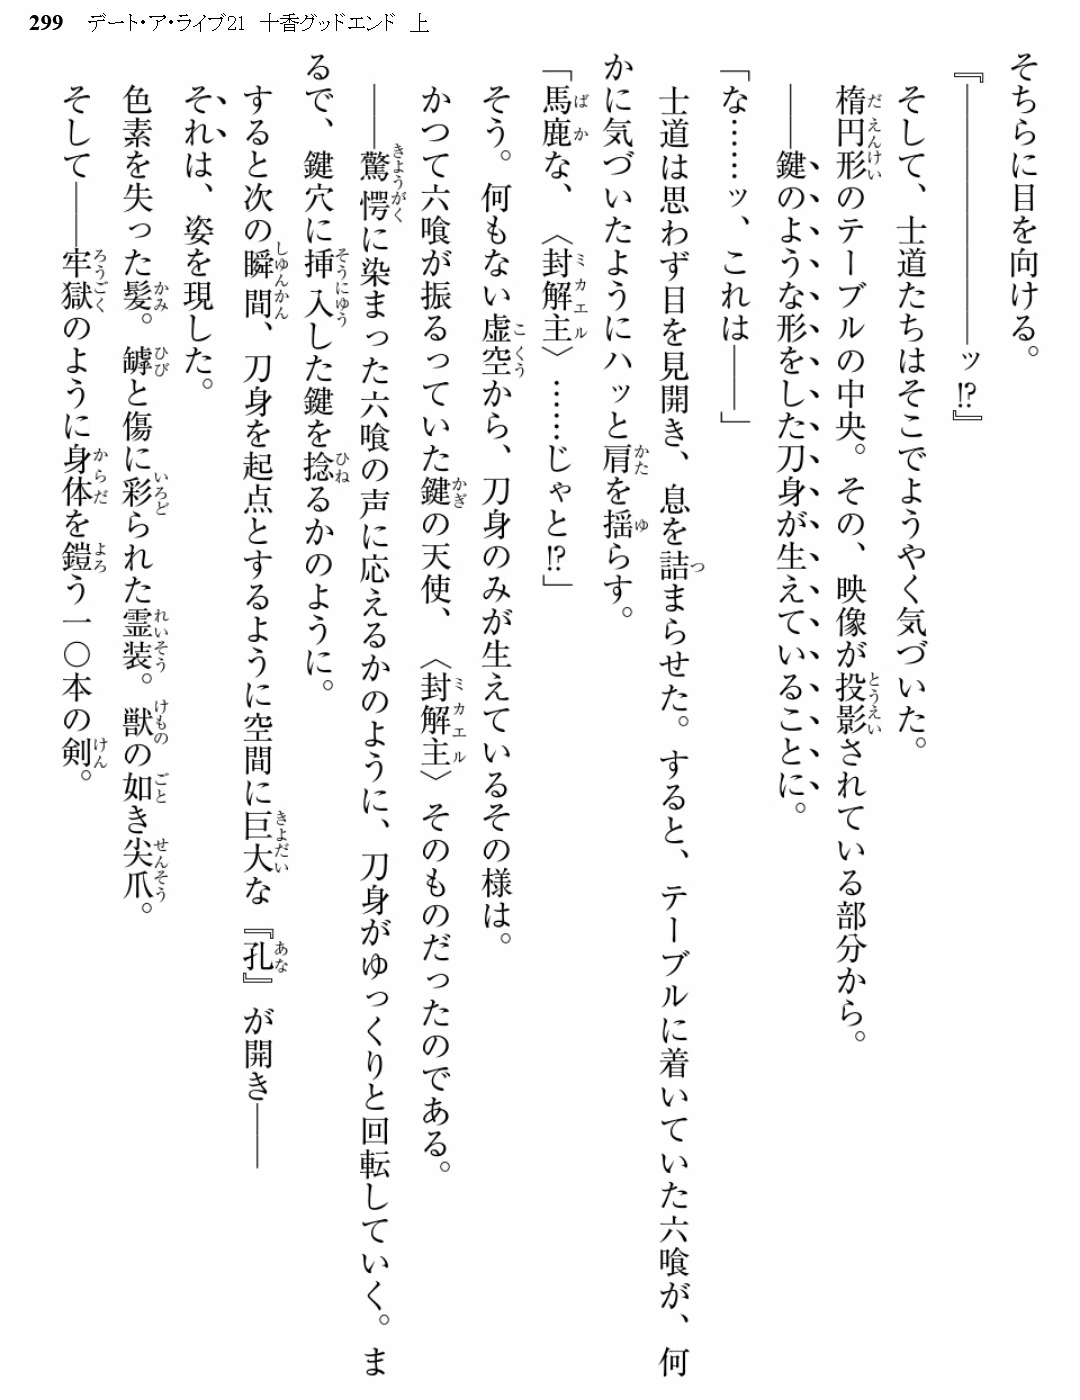 299 デート・ア・ライブ21 十香グッドエンド 上
そちらに目を向ける。
『――――――――ッ!?』
そして、士道たちはそこでようやく気づいた。
楕円形のテーブルの中央。その、映像が投影されている部分から。
――鍵のような形をした刀身が生えていることに。
「な……ッ、これは――」
士道は思わず目を見開き、息を詰まらせた。すると、テーブルに着いていた六喰が、何
かに気づいたようにハッと肩を揺らす。
「馬鹿な、〈封解主〉……じゃと!?」
そう。何もない虚空から、刀身のみが生えているその様は。
かつて六喰が振るっていた鍵の天使、〈封解主〉そのものだったのである。
――驚愕に染まった六喰の声に応えるかのように、刀身がゆっくりと回転していく。ま
るで、鍵穴に挿入した鍵を捻るかのように。
すると次の瞬間、刀身を起点とするように空間に巨大な『孔』が開き――
それは、姿を現した。
色素を失った髪。罅と傷に彩られた霊装。獣の如き尖爪。
そして――牢獄のように身体を鎧う一〇本の剣。